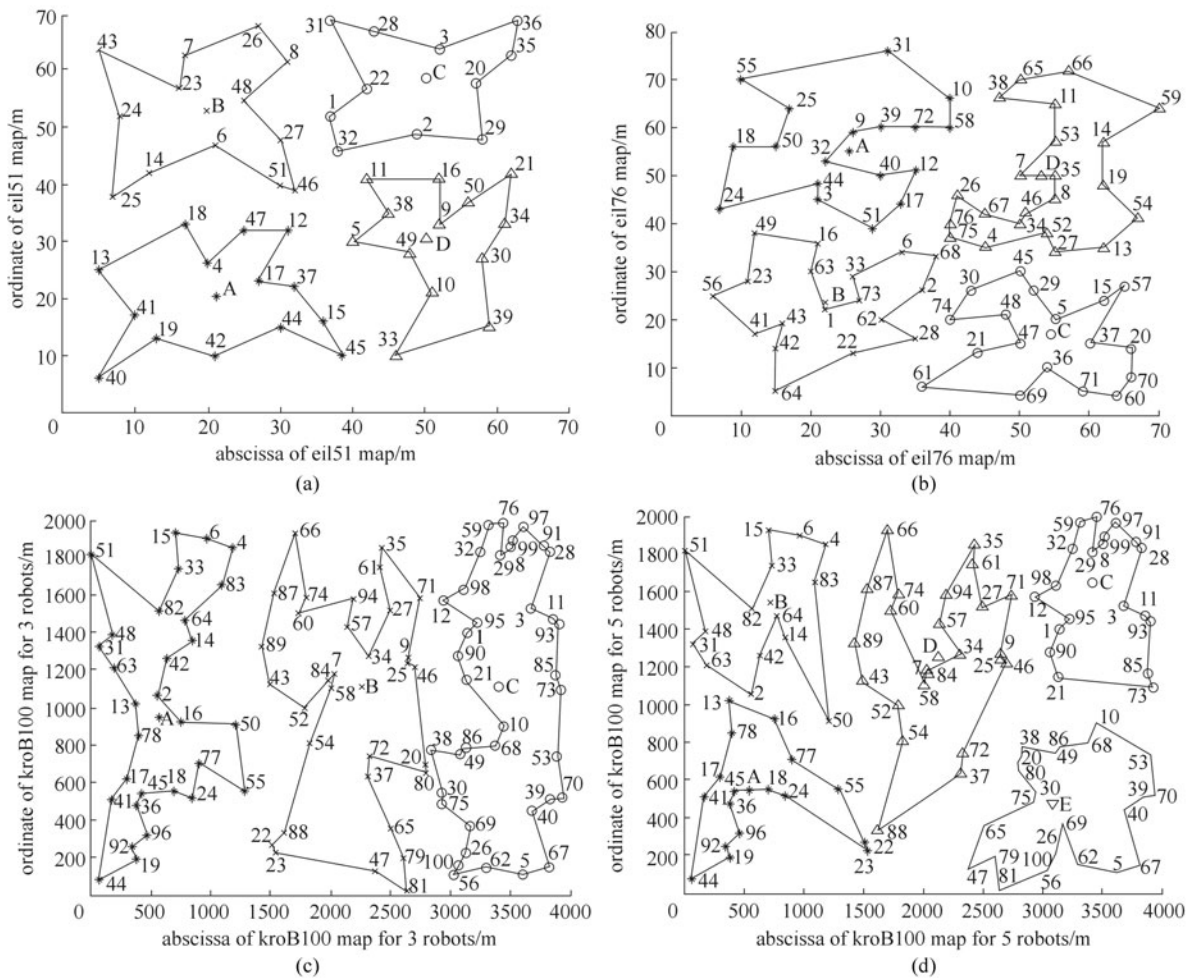 70
60
50
40
30
20
10
ordinate of eil51 map/m
10 20 30 40 50 60 70
abscissa of eil51 map/m
(a)
43 7 26 8 23 48 B 24 6 27 14 51 46 25
31 28 3 36 35 22 C 20 1 2 29 32
18 47 12 13 4 17 37 A 41 15 19 42 44 45 40
11 16 21 38 50 9 5 34 49 D 30 10 33 39
80
70
60
50
40
30
20
10
ordinate of eil76 map/m
10 20 30 40 50 60 70
abscissa of eil76 map/m
(b)
31 55 10 25 9 39 72 58 18 50 32 A 40 12 44 24 3 17 51
65 66 38 11 59 53 14 7 D 35 26 8 19 67 46 76 34 52 54 75 4 27 13
49 16 6 68 33 63 23 2 56 B 73 1 41 43 62 42 28 22 64
45 30 29 57 15 74 48 5 C 21 47 37 20 36 61 71 70 69 60
2000
1800
1600
1400
1200
1000
800
600
400
200
ordinate of kroB100 map for 3 robots/m
0 500 1000 1500 2000 2500 3000 3500 4000
abscissa of kroB100 map for 3 robots/m
(c)
51 15 6 4 33 83 82 64 48 14 31 63 42 2 13 A 16 50 78 77 17 18 45 55 41 24 36 96 92 19 44
66 35 61 87 74 94 71 51 60 57 89 34 9 7 25 43 84 46 B 52 54 72 20 37 80 88 65 22 23 47 79 81
76 59 97 91 32 99 8 28 29 98 12 3 11 95 93 1 90 85 21 C 73 10 38 86 68 49 53 30 39 70 75 40 69 26 100 5 67 62 56
2000
1800
1600
1400
1200
1000
800
600
400
200
ordinate of kroB100 map for 5 robots/m
0 500 1000 1500 2000 2500 3000 3500 4000
abscissa of kroB100 map for 5 robots/m
(d)
15 6 4 51 33 83 B 82 64 48 14 31 63 42 2 50
13 16 78 77 17 45 A 18 55 41 24 36 96 92 22 19 23 44
66 35 61 94 87 74 71 27 60 57 89 D 34 9 7 25 43 84 46 58 52 54 72 37 88
76 59 97 91 32 99 8 28 29 98 C 12 3 11 95 93 1 90 85 21 73
10 38 86 68 20 49 53 80 30 39 70 75 E 40 69 65 26 79 100 62 5 67 47 81 56